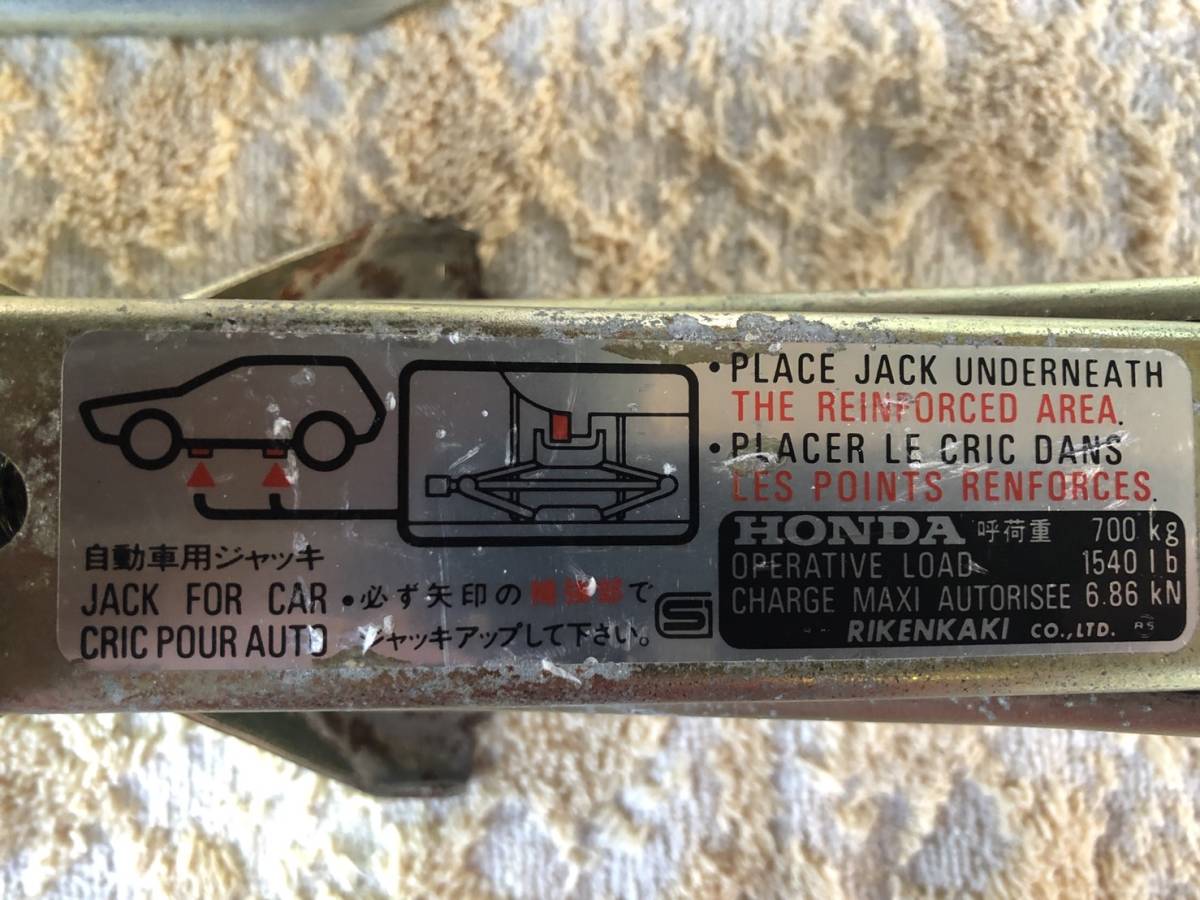 ・PLACE JACK UNDERNEATH
THE REINFORCED AREA.
・PLACER LE CRIC DANS
LES POINTS RENFORCES.
自動車用ジャッキ
JACK FOR CAR
CRIC POUR AUTO
・必ず矢印の補強部で
ジャッキアップして下さい。
HONDA 呼荷重 700 kg
OPERATIVE LOAD 1540 lb
CHARGE MAXI AUTORISEE 6.86 kN
RIKENKAKI CO.,LTD.